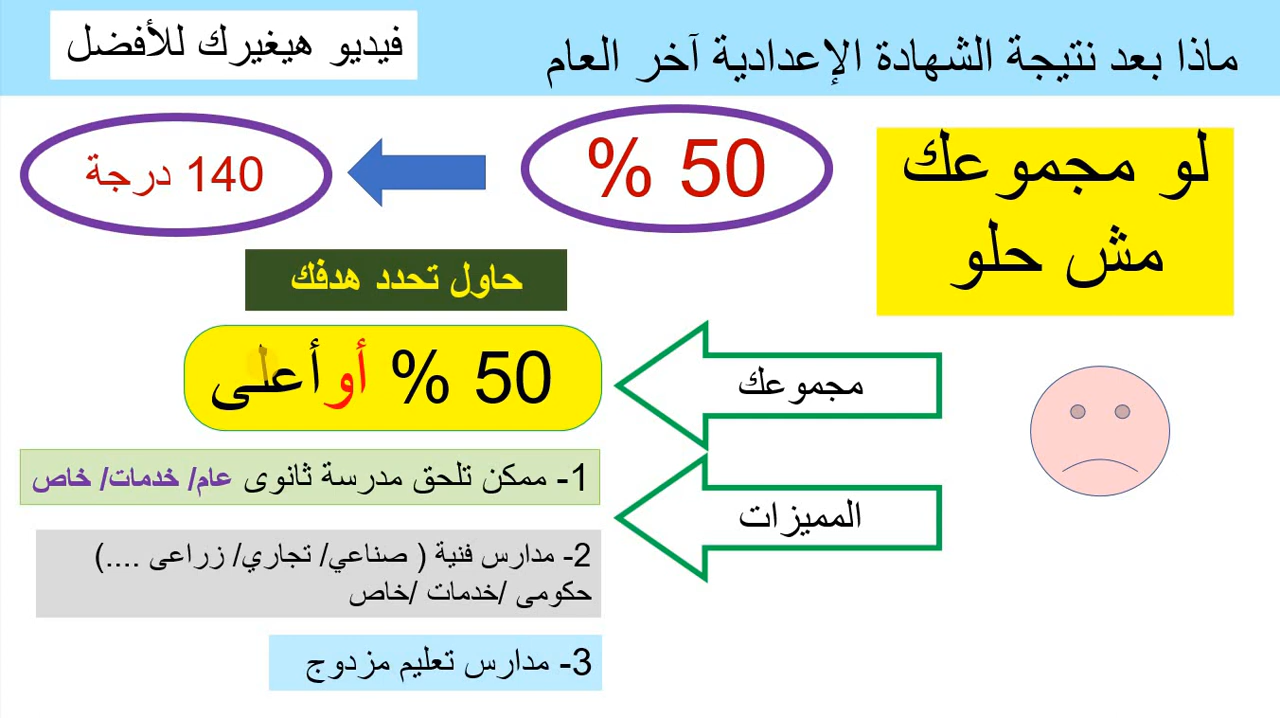 ماذا بعد نتيجة الشهادة الإعدادية آخر العام
فيديو هيغيرك للأفضل
لو مجموعك
مش حلو
50 %
140 درجة
حاول تحدد هدفك
مجموعك
50 % أو أعلى
المميزات
1- ممكن تلحق مدرسة ثانوى عام/ خدمات/ خاص
2- مدارس فنية ( صناعي/ تجاري/ زراعى ....)
حكومى /خدمات /خاص
3- مدارس تعليم مزدوج